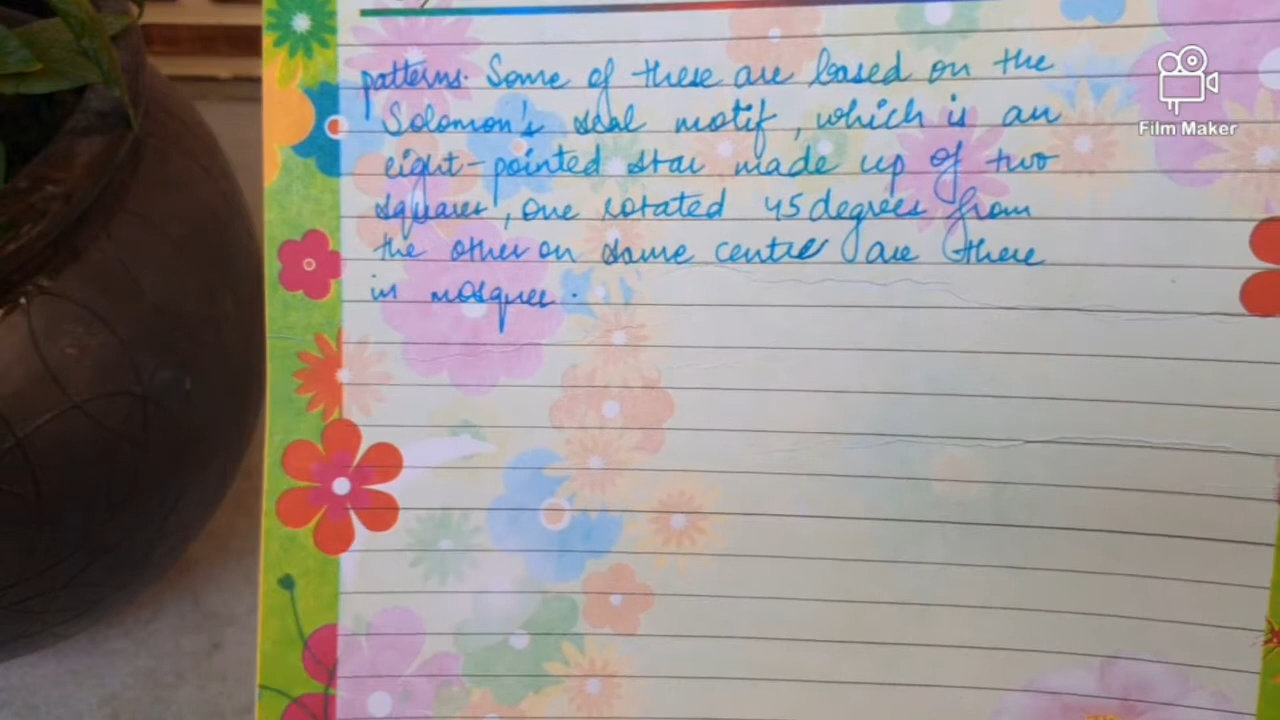 patterns. Some of these are based on the
Solomon's seal motif, which is an
eight-pointed star made up of two
squares, one rotated 45 degrees from
the other on same centre are there
in mosques.
Film Maker